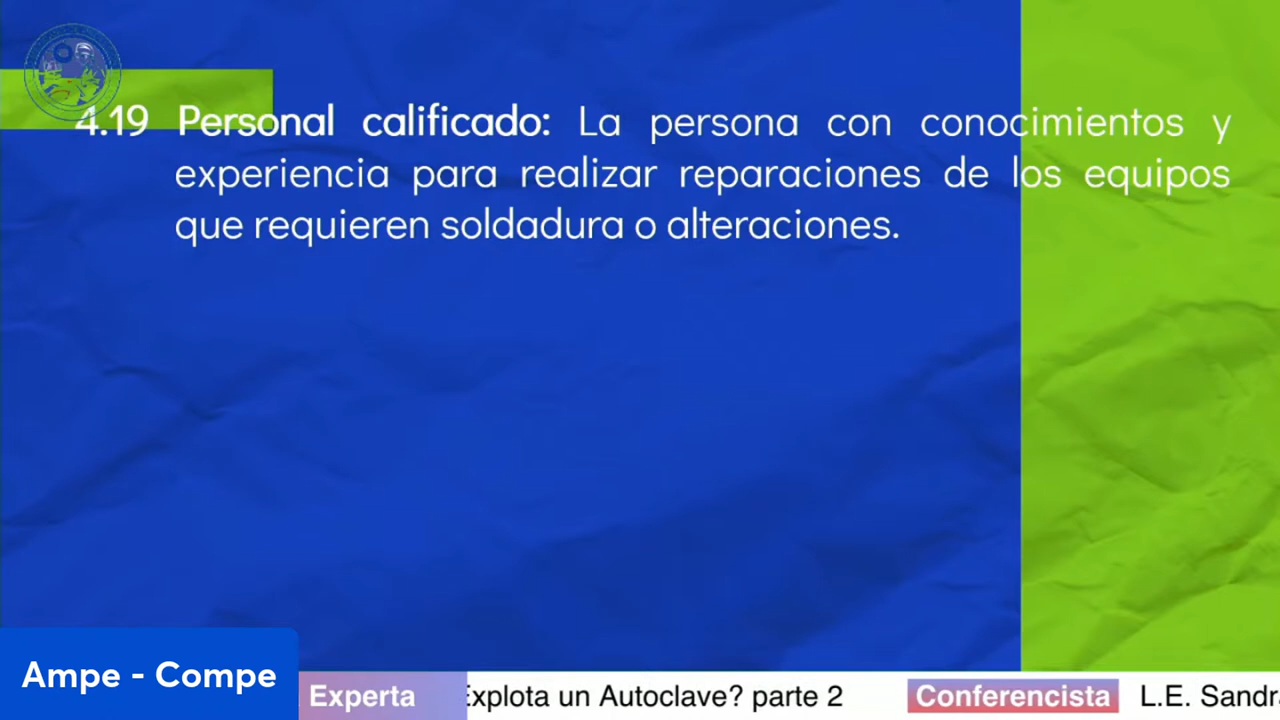 4.19 Personal calificado: La persona con conocimientos y
experiencia para realizar reparaciones de los equipos
que requieren soldadura o alteraciones.
Ampe - Compe
Experta
Explota un Autoclave? parte 2
Conferencista
L.E. Sandr